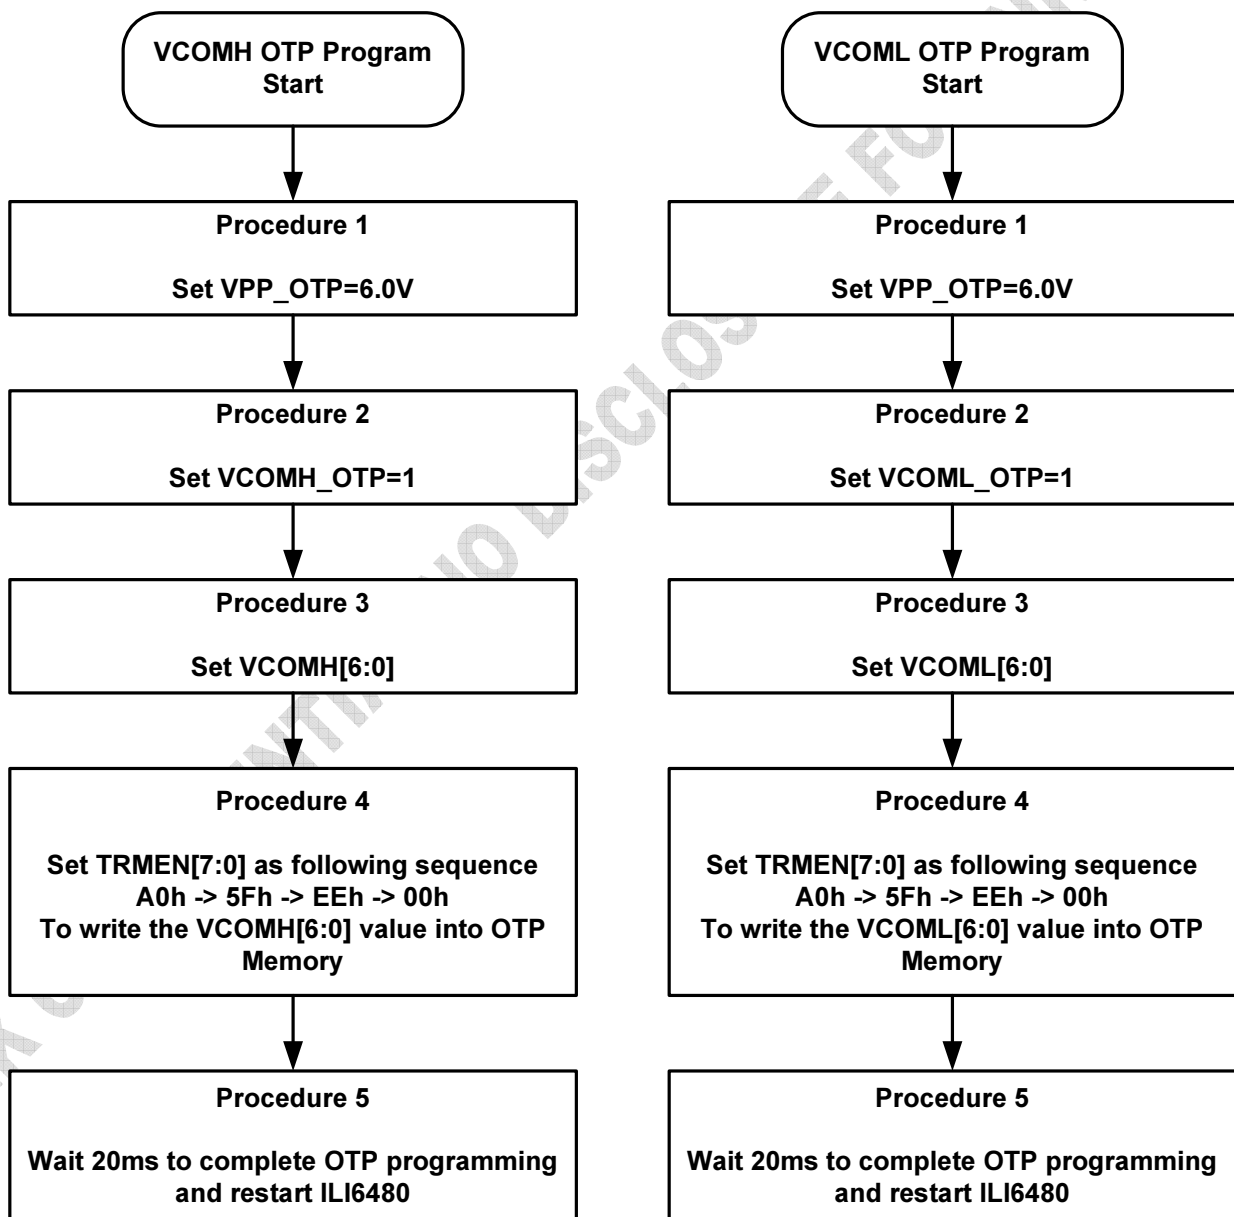 VCOMH OTP Program
Start
Procedure 1
Set VPP_OTP=6.0V
Procedure 2
Set VCOMH_OTP=1
Procedure 3
Set VCOMH[6:0]
Procedure 4
Set TRMEN[7:0] as following sequence
A0h -> 5Fh -> EEh -> 00h
To write the VCOMH[6:0] value into OTP
Memory
Procedure 5
Wait 20ms to complete OTP programming
and restart ILI6480
VCOML OTP Program
Start
Procedure 1
Set VPP_OTP=6.0V
Procedure 2
Set VCOML_OTP=1
Procedure 3
Set VCOML[6:0]
Procedure 4
Set TRMEN[7:0] as following sequence
A0h -> 5Fh -> EEh -> 00h
To write the VCOML[6:0] value into OTP
Memory
Procedure 5
Wait 20ms to complete OTP programming
and restart ILI6480
NO